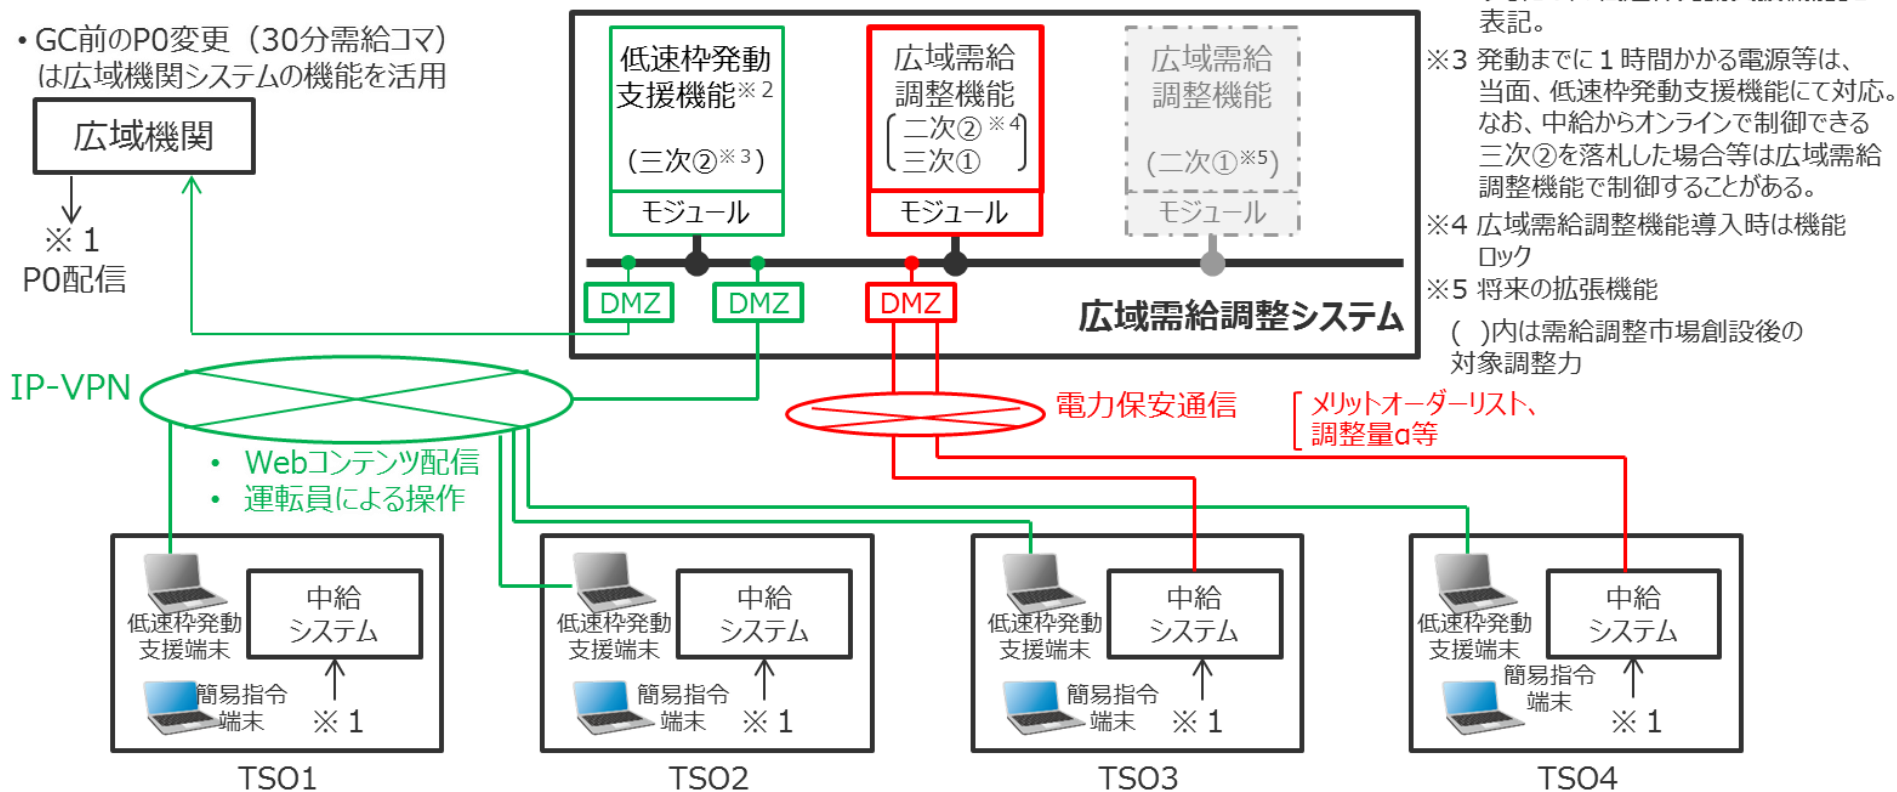 ・GC前のP0変更（30分需給コマ）
は広域機関システムの機能を活用
広域機関
※１
P0配信
低速枠発動
支援機能※２
(三次②※３)
モジュール
広域需給
調整機能
二次②※４
三次①
モジュール
広域需給
調整機能
(二次①※5)
モジュール
DMZ
DMZ
DMZ
広域需給調整システム
表記。
※３ 発動までに１時間かかる電源等は、
当面、低速枠発動支援機能にて対応。
なお、中給からオンラインで制御できる
三次②を落札した場合等は広域需給
調整機能で制御することがある。
※４ 広域需給調整機能導入時は機能
ロック
※５ 将来の拡張機能
(　)内は需給調整市場創設後の
対象調整力
IP-VPN
電力保安通信
メリットオーダーリスト、
調整量α等
• Webコンテンツ配信
• 運転員による操作
低速枠発動
支援端末
中給
システム
簡易指令
端末
※１
TSO1
低速枠発動
支援端末
中給
システム
簡易指令
端末
※１
TSO2
低速枠発動
支援端末
中給
システム
簡易指令
端末
※１
TSO3
低速枠発動
支援端末
中給
システム
簡易指令
端末
※１
TSO4